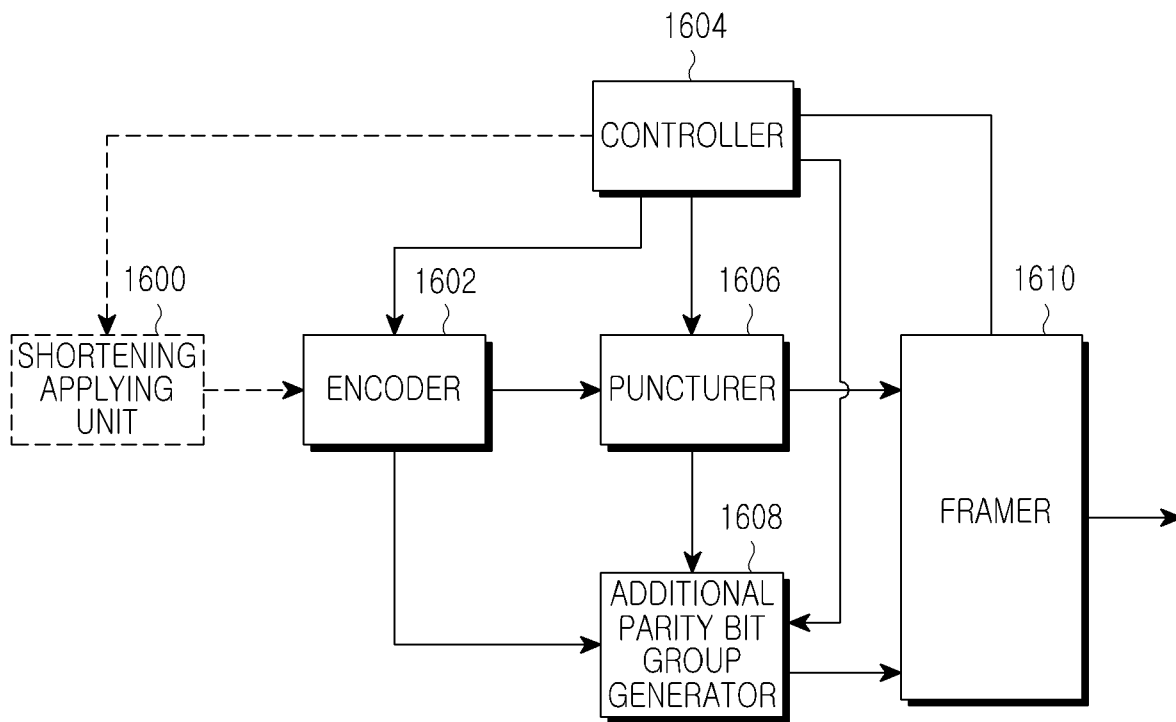 1604
CONTROLLER
1600
SHORTENING
APPLYING
UNIT
1602
ENCODER
1606
PUNCTURER
1610
FRAMER
1608
ADDITIONAL
PARITY BIT
GROUP
GENERATOR